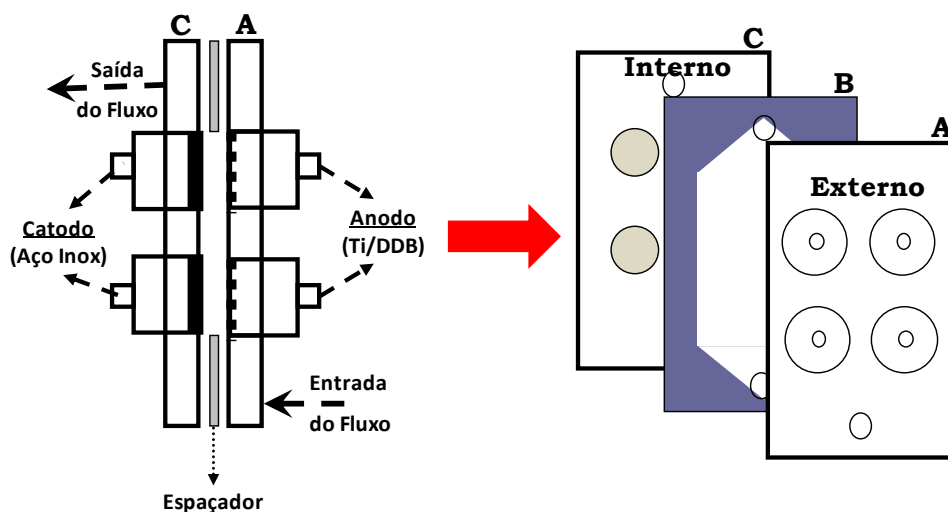 C A
Saída
do Fluxo
Catodo
(Aço Inox)
Anodo
(Ti/DDB)
Entrada
do Fluxo
Espaçador
C
Interno
B
A
Externo